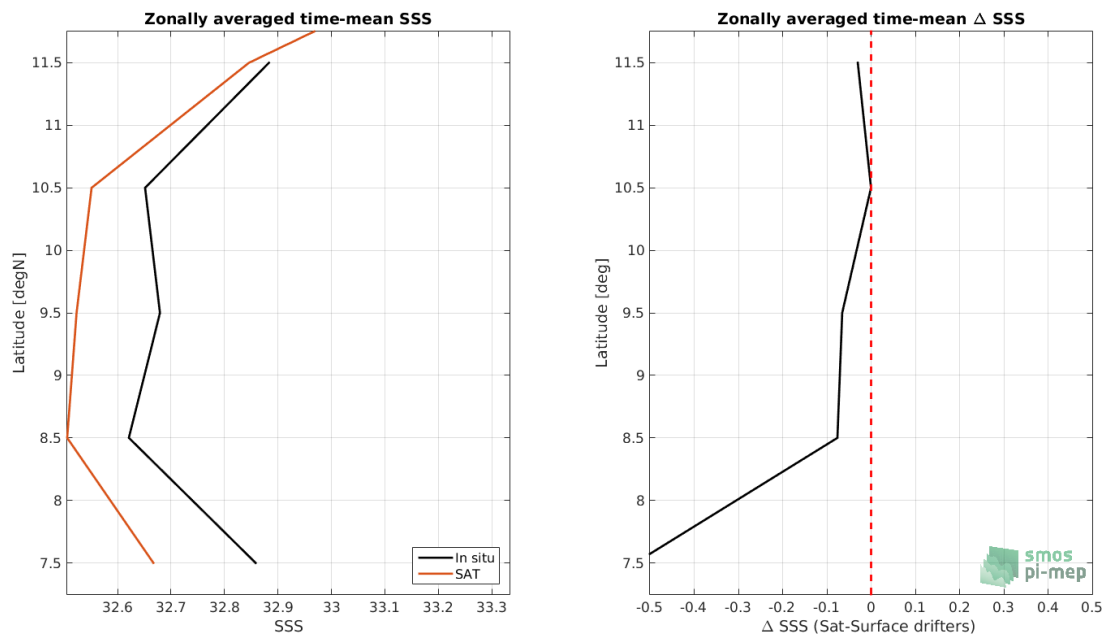 Zonally averaged time-mean SSS
11.5
11
10.5
10
9.5
9
8.5
8
7.5
Latitude [degN]
32.6 32.7 32.8 32.9 33 33.1 33.2 33.3
SSS
In situ
SAT
Zonally averaged time-mean Δ SSS
11.5
11
10.5
10
9.5
9
8.5
8
7.5
Latitude [deg]
-0.5 -0.4 -0.3 -0.2 -0.1 0 0.1 0.2 0.3 0.4 0.5
Δ SSS (Sat-Surface drifters)
smos
pi-mep